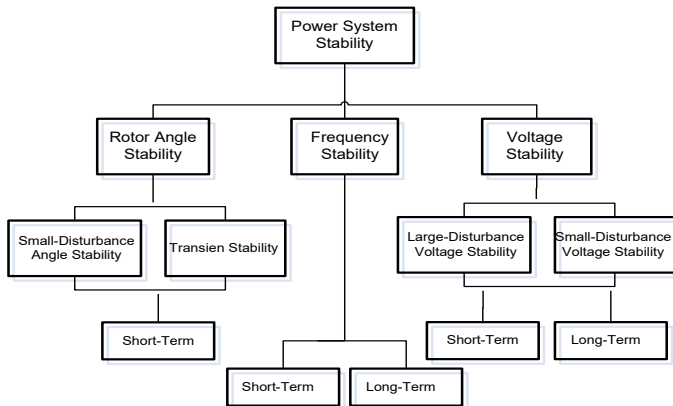 Power System
Stability
Rotor Angle
Stability
Frequency
Stability
Voltage
Stability
Small-Disturbance
Angle Stability
Transien Stability
Large-Disturbance
Voltage Stability
Small-Disturbance
Voltage Stability
Short-Term
Short-Term
Long-Term
Short-Term
Long-Term